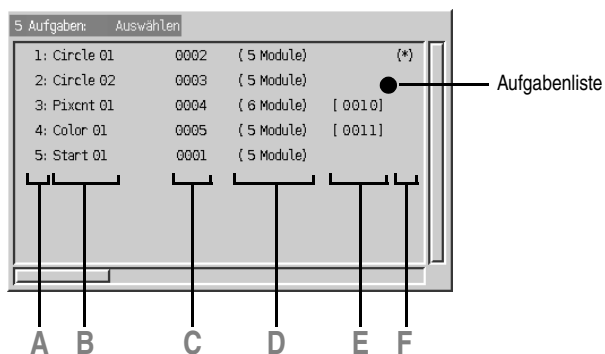 5 Aufgaben: Auswählen
1: Circle 01 0002 ( 5 Module) (*)
2: Circle 02 0003 ( 5 Module)
Aufgabenliste
3: Pixcnt 01 0004 ( 6 Module) [ 0010]
4: Color 01 0005 ( 5 Module) [ 0011]
5: Start 01 0001 ( 5 Module)
A B C D E F